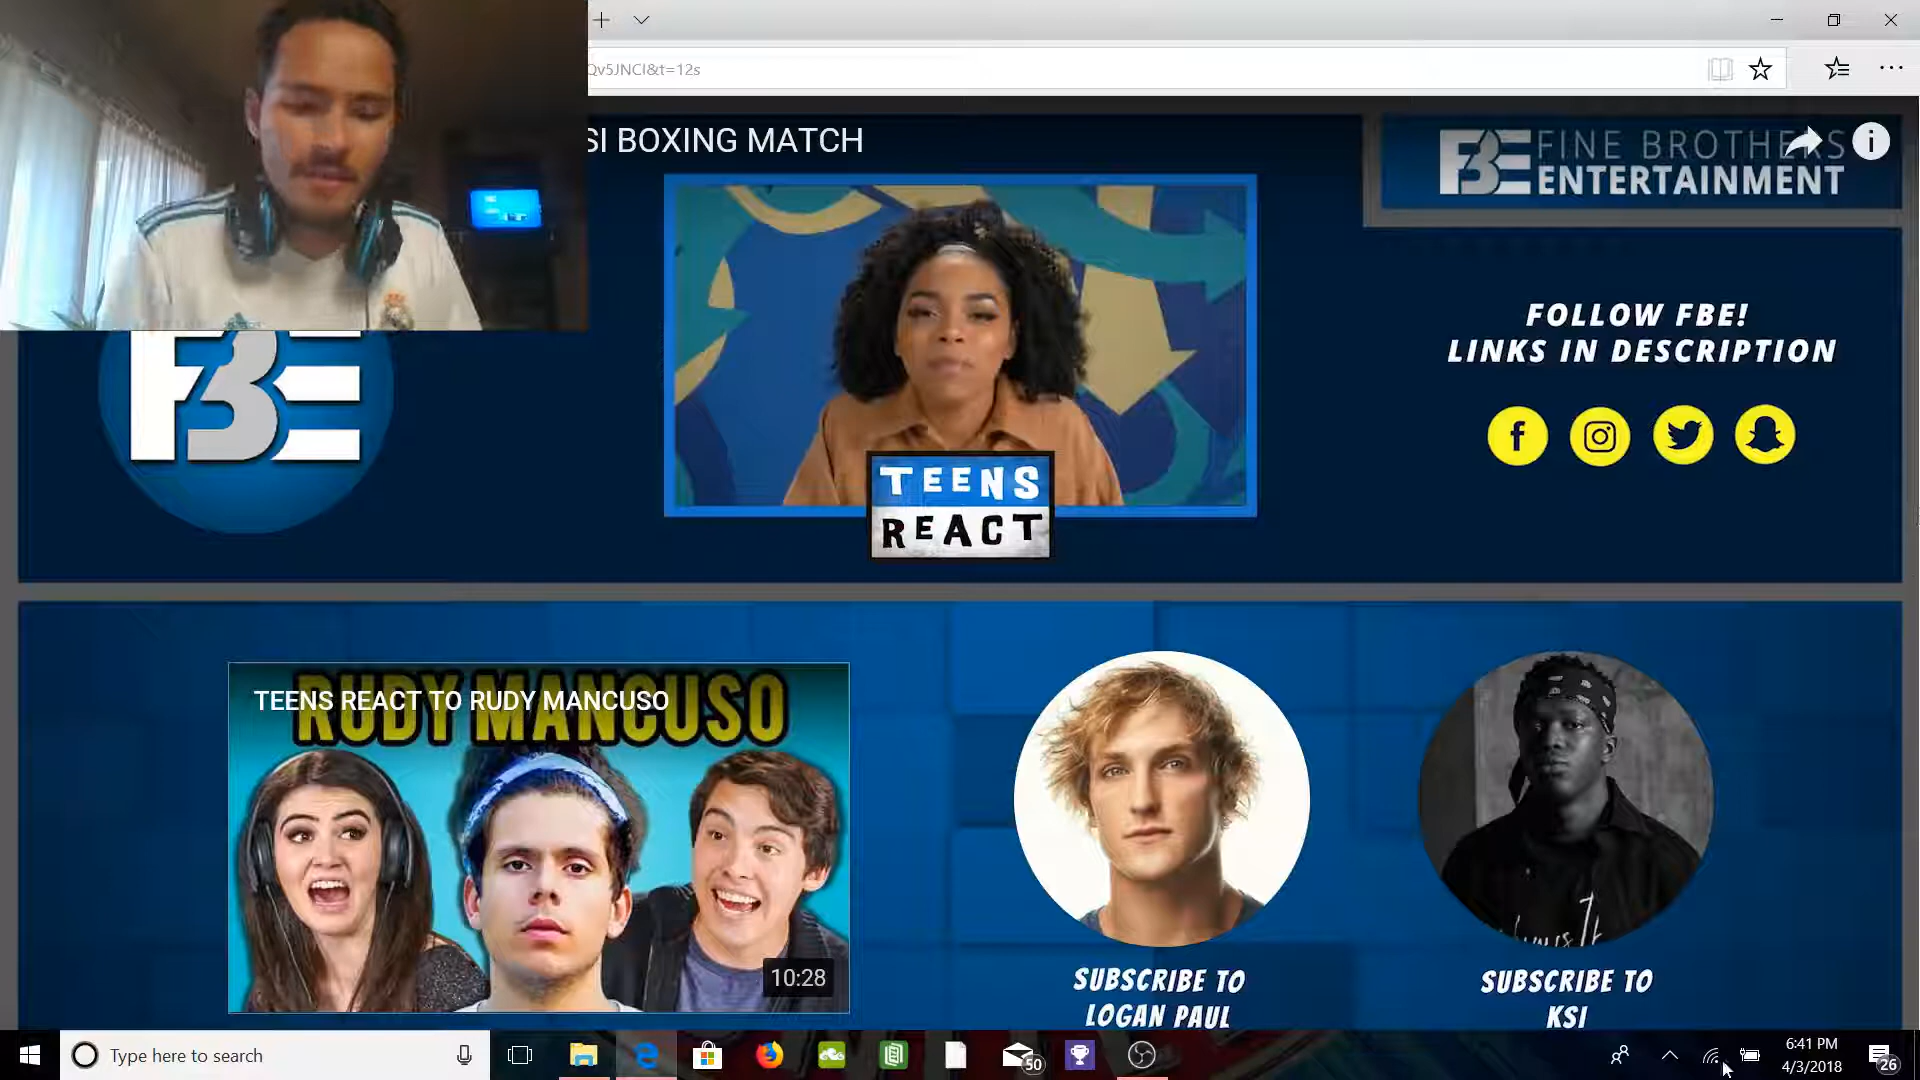 Qv5JNCI&t=12s
SI BOXING MATCH
FBE FINE BROTHERS
ENTERTAINMENT
i
FOLLOW FBE!
LINKS IN DESCRIPTION
FBE
TEENS
REACT
RUDY MANCUSO
TEENS REACT TO RUDY MANCUSO
10:28
SUBSCRIBE TO
LOGAN PAUL
SUBSCRIBE TO
KSI
Type here to search
50
6:41 PM
4/3/2018
26